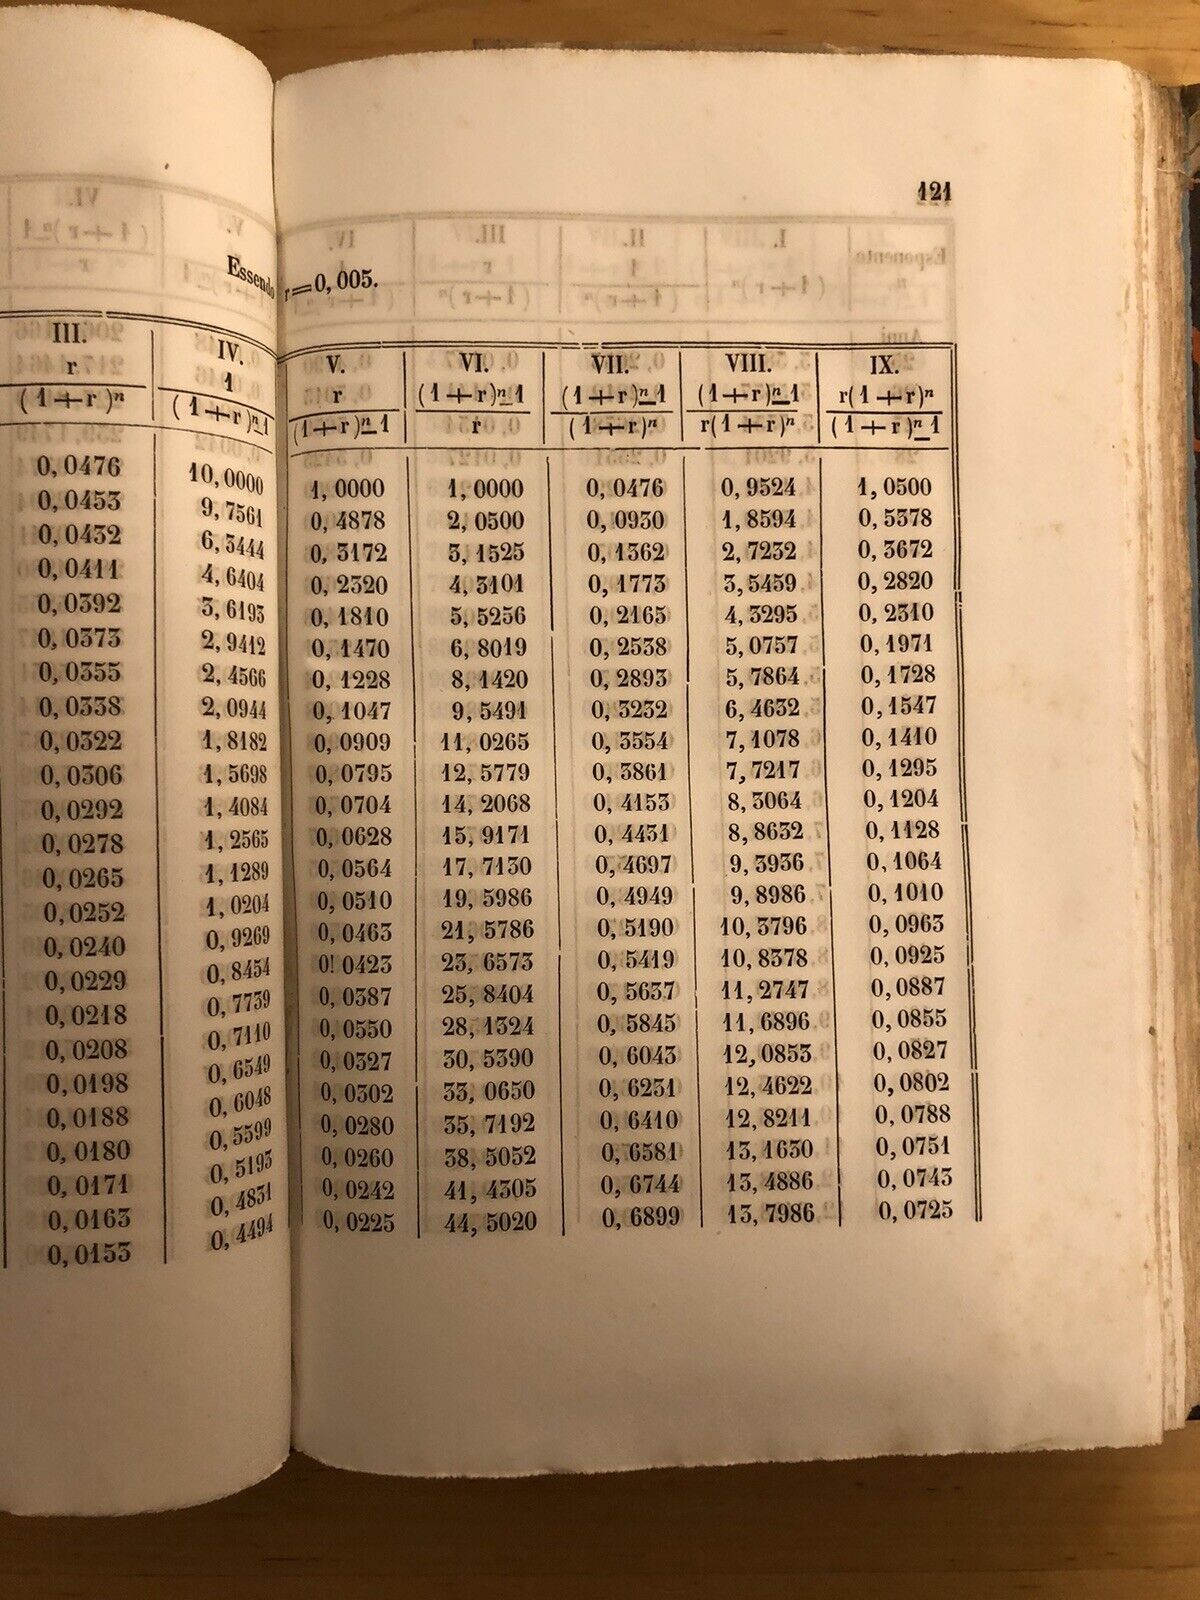 121
Essendo r=0, 005.
III. IV. V. VI. VII. VIII. IX.
r 1 r (1+r)ⁿ-1 (1+r)ⁿ-1 (1+r)ⁿ-1 r(1+r)ⁿ
(1+r)ⁿ (1+r)ⁿ-1 (1+r)ⁿ-1 r (1+r)ⁿ r(1+r)ⁿ (1+r)ⁿ-1
0, 0476 10, 0000 1, 0000 1, 0000 0, 0476 0, 9524 1, 0500
0, 0453 9, 7561 0, 4878 2, 0500 0, 0930 1, 8594 0, 5378
0, 0432 6, 3444 0, 3172 3, 1525 0, 1362 2, 7232 0, 3672
0, 0411 4, 6404 0, 2320 4, 3101 0, 1773 3, 5459 0, 2820
0, 0392 3, 6193 0, 1810 5, 5256 0, 2165 4, 3295 0, 2310
0, 0373 2, 9412 0, 1470 6, 8019 0, 2538 5, 0757 0, 1971
0, 0355 2, 4566 0, 1228 8, 1420 0, 2893 5, 7864 0, 1728
0, 0338 2, 0944 0, 1047 9, 5491 0, 3232 6, 4632 0, 1547
0, 0322 1, 8182 0, 0909 11, 0265 0, 3554 7, 1078 0, 1410
0, 0306 1, 5698 0, 0795 12, 5779 0, 3861 7, 7217 0, 1295
0, 0292 1, 4084 0, 0704 14, 2068 0, 4153 8, 3064 0, 1204
0, 0278 1, 2565 0, 0628 15, 9171 0, 4431 8, 8632 0, 1128
0, 0265 1, 1289 0, 0564 17, 7130 0, 4697 9, 3936 0, 1064
0, 0252 1, 0204 0, 0510 19, 5986 0, 4949 9, 8986 0, 1010
0, 0240 0, 9269 0, 0463 21, 5786 0, 5190 10, 3796 0, 0963
0, 0229 0, 8454 0! 0423 23, 6573 0, 5419 10, 8378 0, 0925
0, 0218 0, 7739 0, 0387 25, 8404 0, 5637 11, 2747 0, 0887
0, 0208 0, 7110 0, 0550 28, 1324 0, 5845 11, 6896 0, 0855
0, 0198 0, 6549 0, 0327 30, 5390 0, 6043 12, 0853 0, 0827
0, 0188 0, 6048 0, 0302 33, 0650 0, 6231 12, 4622 0, 0802
0, 0180 0, 5599 0, 0280 35, 7192 0, 6410 12, 8211 0, 0788
0, 0171 0, 5193 0, 0260 38, 5052 0, 6581 13, 1630 0, 0751
0, 0163 0, 4831 0, 0242 41, 4305 0, 6744 13, 4886 0, 0743
0, 0153 0, 4494 0, 0225 44, 5020 0, 6899 13, 7986 0, 0725